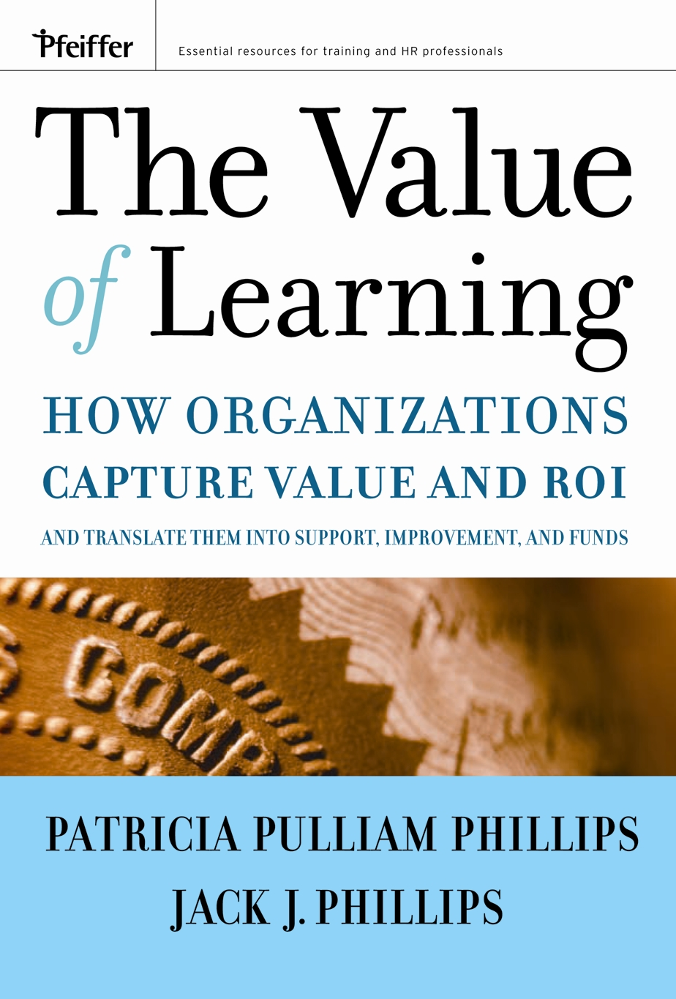 Pfeiffer
Essential resources for training and HR professionals
The Value
of Learning
HOW ORGANIZATIONS
CAPTURE VALUE AND ROI
AND TRANSLATE THEM INTO SUPPORT, IMPROVEMENT, AND FUNDS
COMP
PATRICIA PULLIAM PHILLIPS
JACK J. PHILLIPS